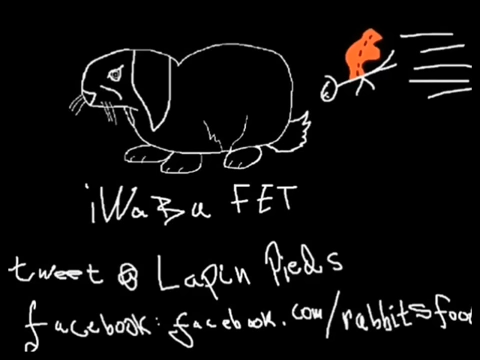 iWaBu FET
tweet @ Lapin Pieds
facebook: facebook.com/rabbitsfoo